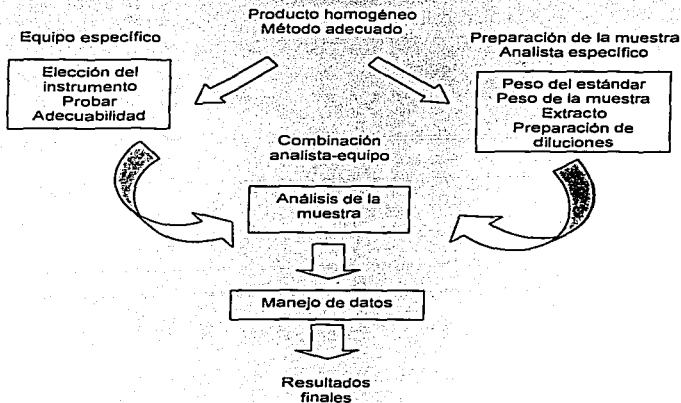 Producto homogéneo
Método adecuado
Equipo específico
Elección del
instrumento
Probar
Adecuabilidad
Preparación de la muestra
Analista específico
Peso del estándar
Peso de la muestra
Extracto
Preparación de
diluciones
Combinación
analista-equipo
Análisis de la
muestra
Manejo de datos
Resultados
finales